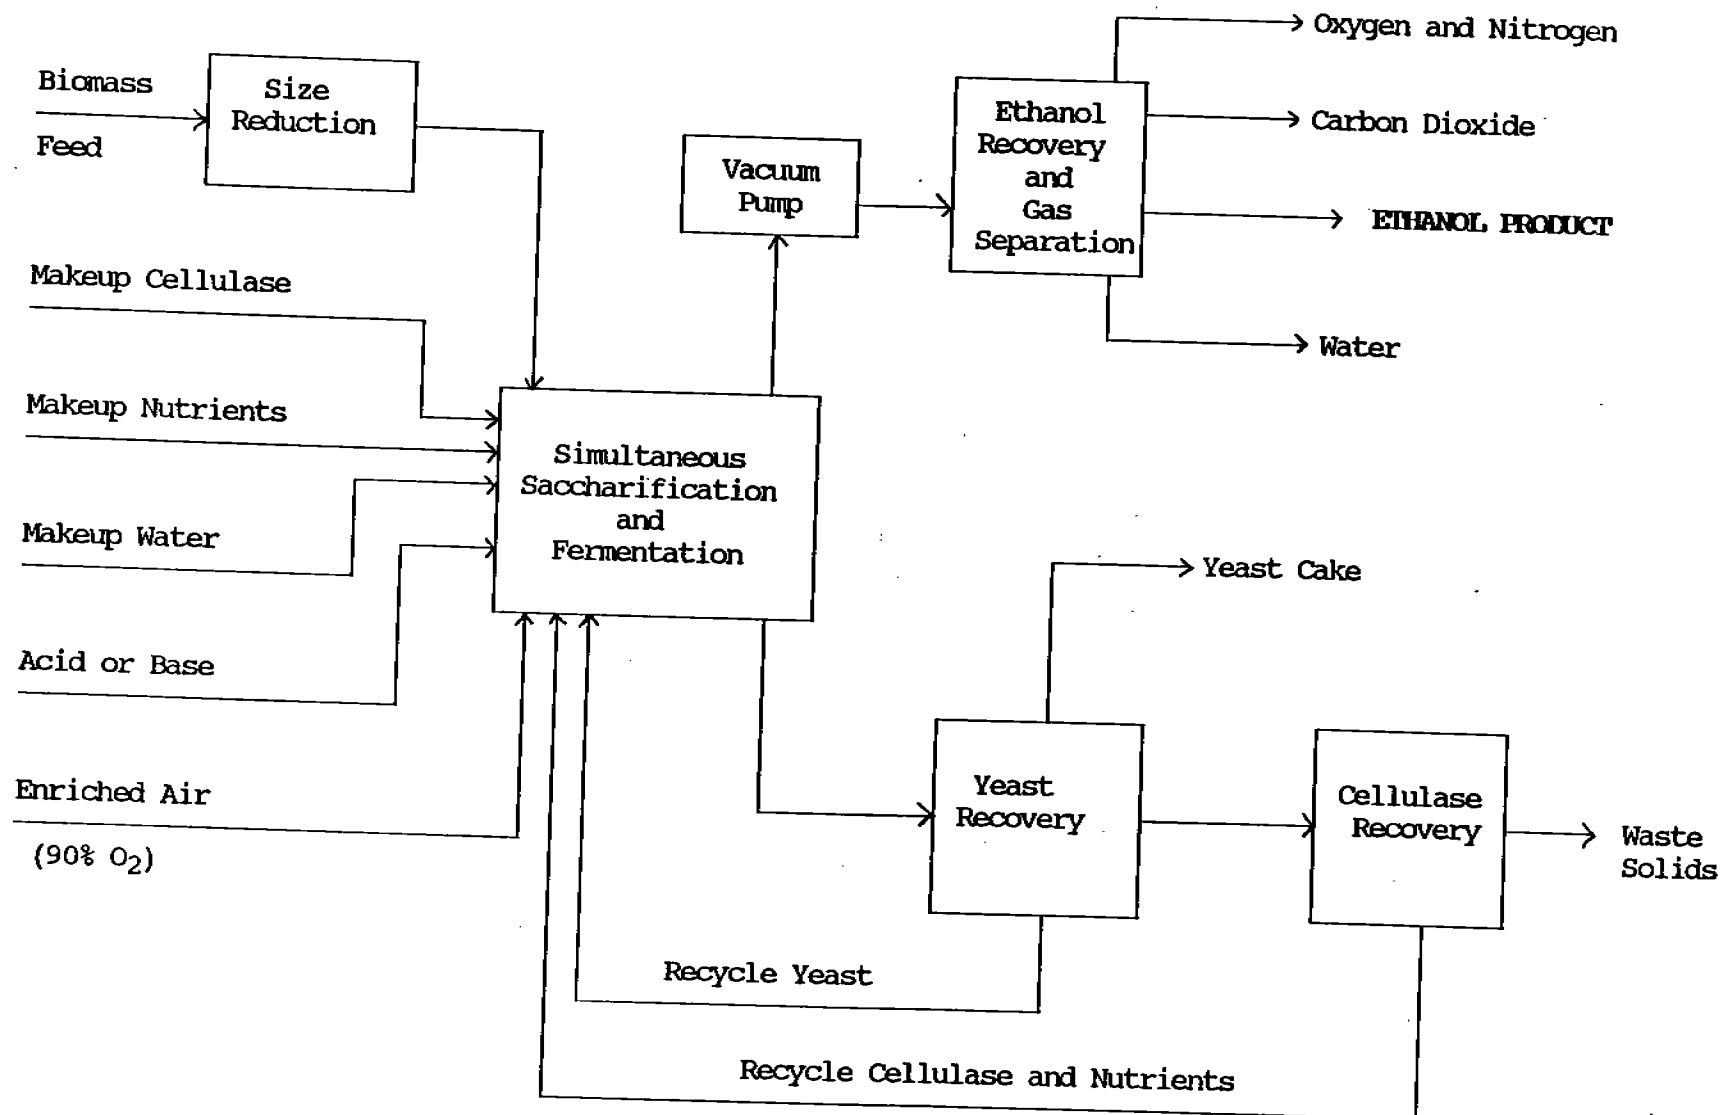 Oxygen and Nitrogen
Biomass
Feed
Size
Reduction
Ethanol
Recovery
and
Gas
Separation
Carbon Dioxide
Vacuum
Pump
ETHANOL PRODUCT
Makeup Cellulase
Water
Makeup Nutrients
Simultaneous
Saccharification
and
Fermentation
Makeup Water
Yeast Cake
Acid or Base
Enriched Air
(90% O2)
Yeast
Recovery
Cellulase
Recovery
Waste
Solids
Recycle Yeast
Recycle Cellulase and Nutrients